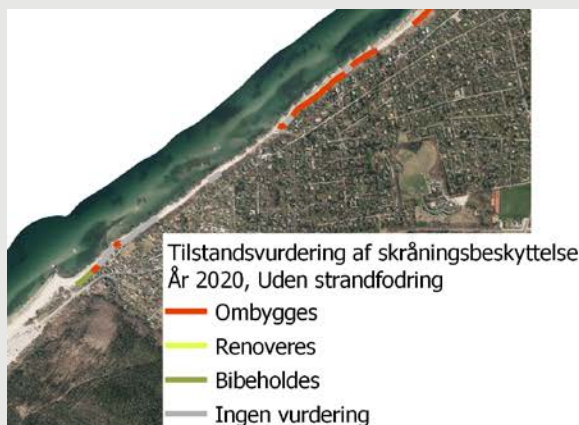 Tilstandsvurdering af skråningsbeskyttelse
År 2020, Uden strandfodring
Ombygges
Renoveres
Bibeholdes
Ingen vurdering